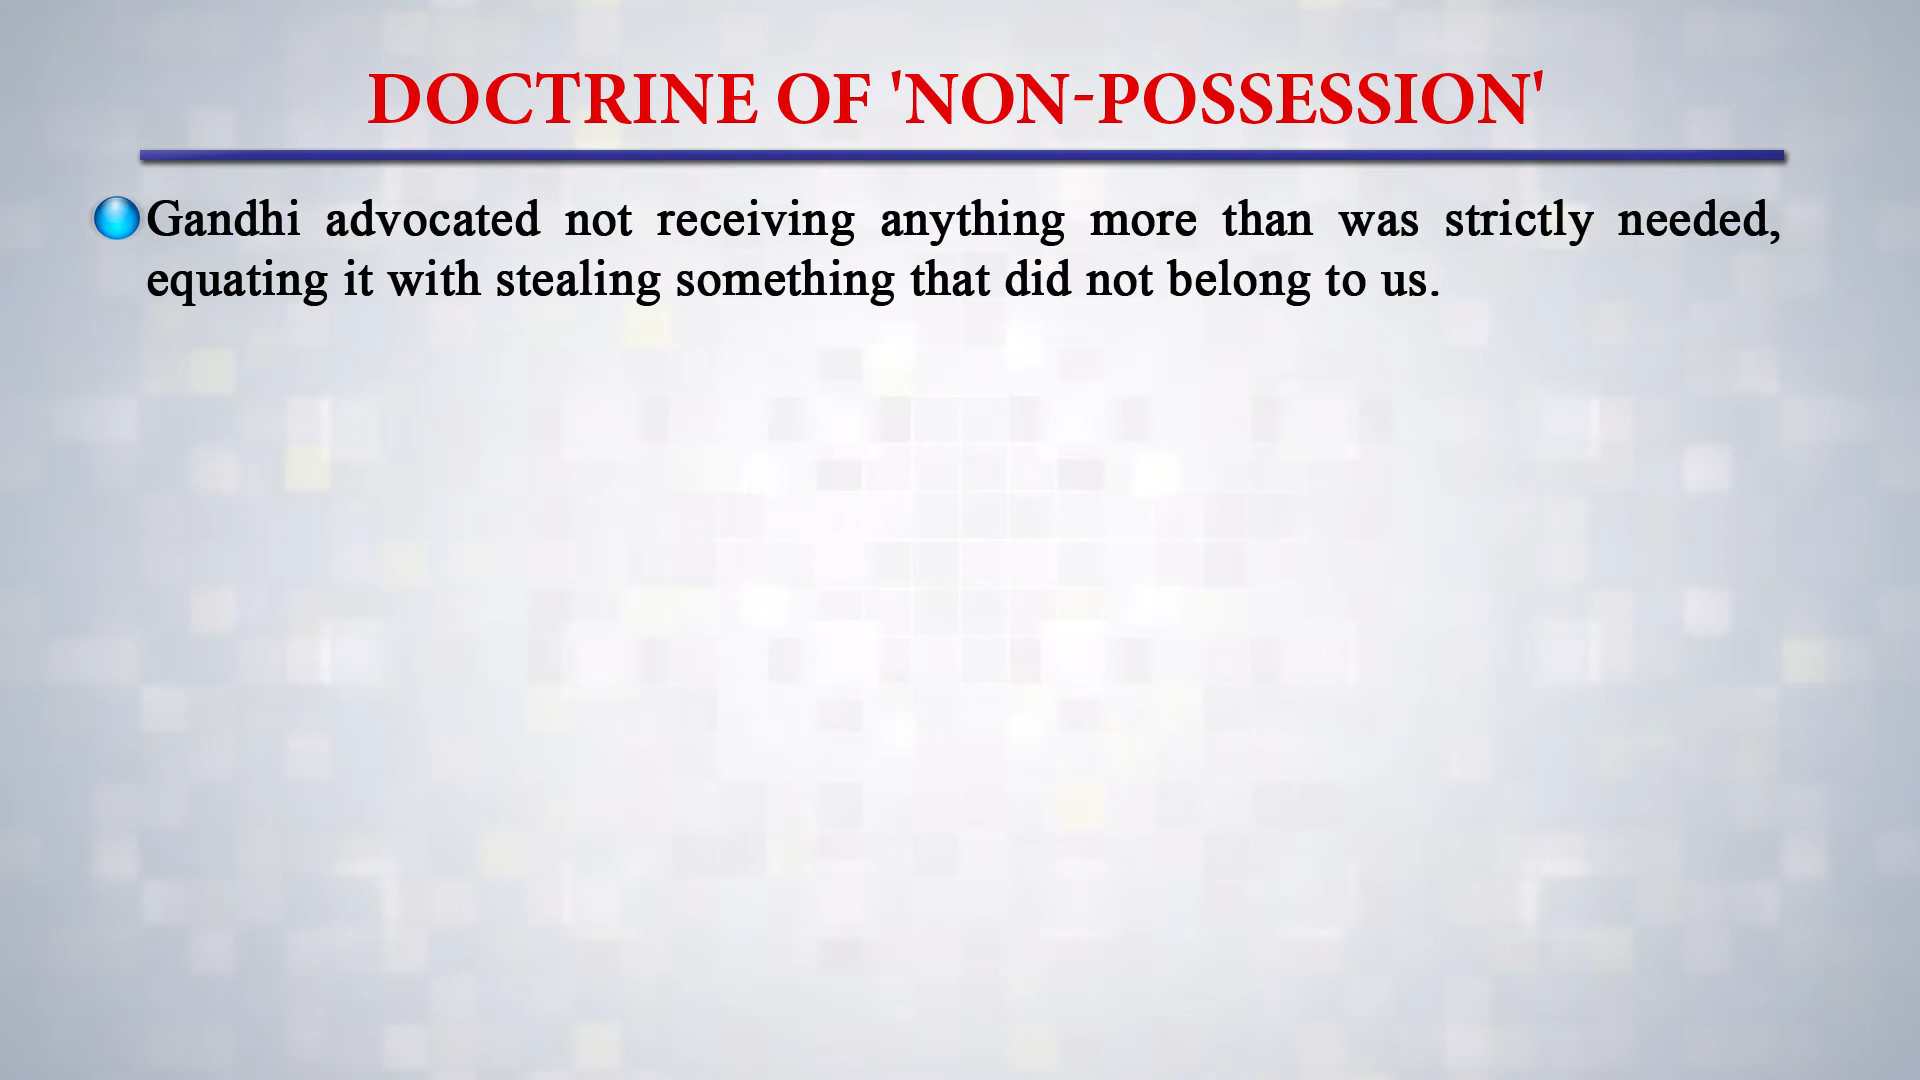 DOCTRINE OF 'NON-POSSESSION'
Gandhi advocated not receiving anything more than was strictly needed,
equating it with stealing something that did not belong to us.